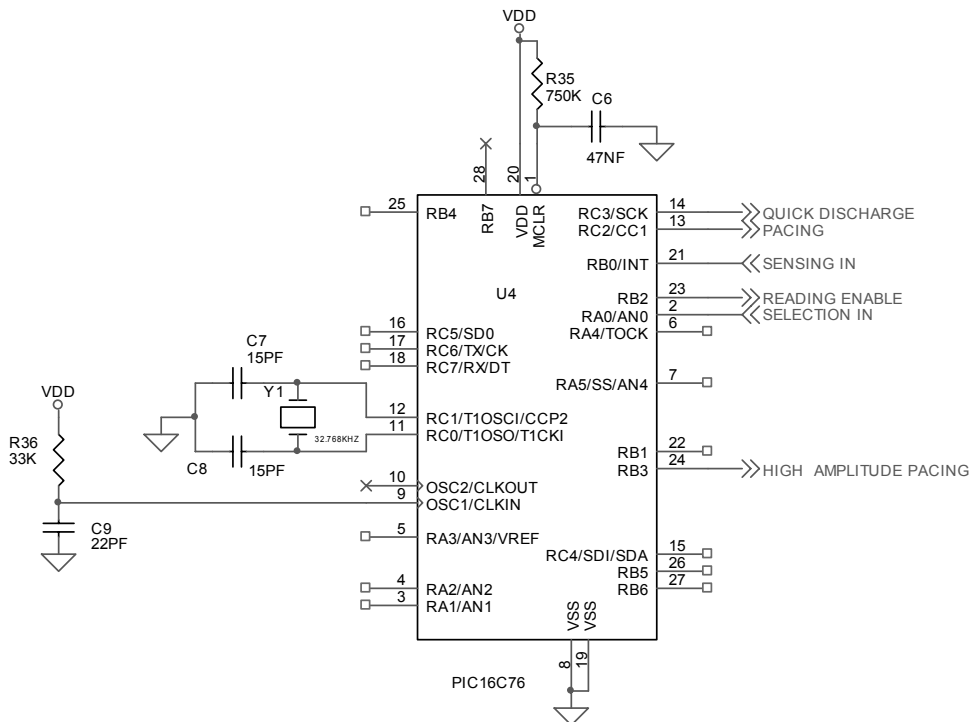 VDD
R35
750K
C6
47NF
28
20
1
25
RB4
RB7
VDD
MCLR
RC3/SCK
14
QUICK DISCHARGE
RC2/CC1
13
PACING
RB0/INT
21
SENSING IN
U4
RB2
23
READING ENABLE
RA0/AN0
2
SELECTION IN
RA4/TOCK
6
16
RC5/SD0
17
RC6/TX/CK
18
RC7/RX/DT
C7
15PF
RA5/SS/AN4
7
VDD
Y1
12
RC1/T1OSCI/CCP2
11
RC0/T1OSO/T1CKI
32.768KHZ
R36
33K
C8
15PF
RB1
22
RB3
24
HIGH AMPLITUDE PACING
10
OSC2/CLKOUT
9
OSC1/CLKIN
C9
22PF
5
RA3/AN3/VREF
RC4/SDI/SDA
15
RB5
26
RB6
27
4
RA2/AN2
3
RA1/AN1
VSS
VSS
8
19
PIC16C76